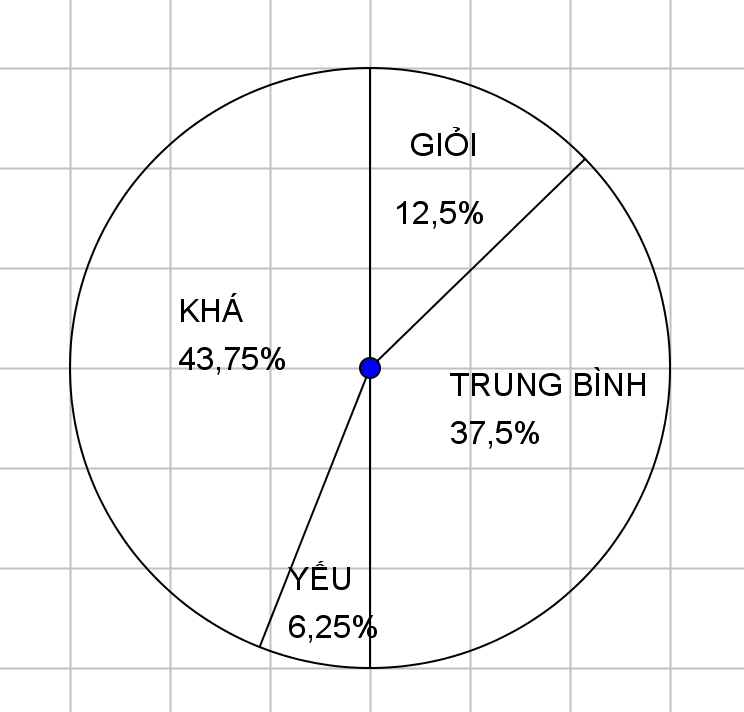 GIỎI
12,5%
KHÁ
43,75%
TRUNG BÌNH
37,5%
YẾU
6,25%